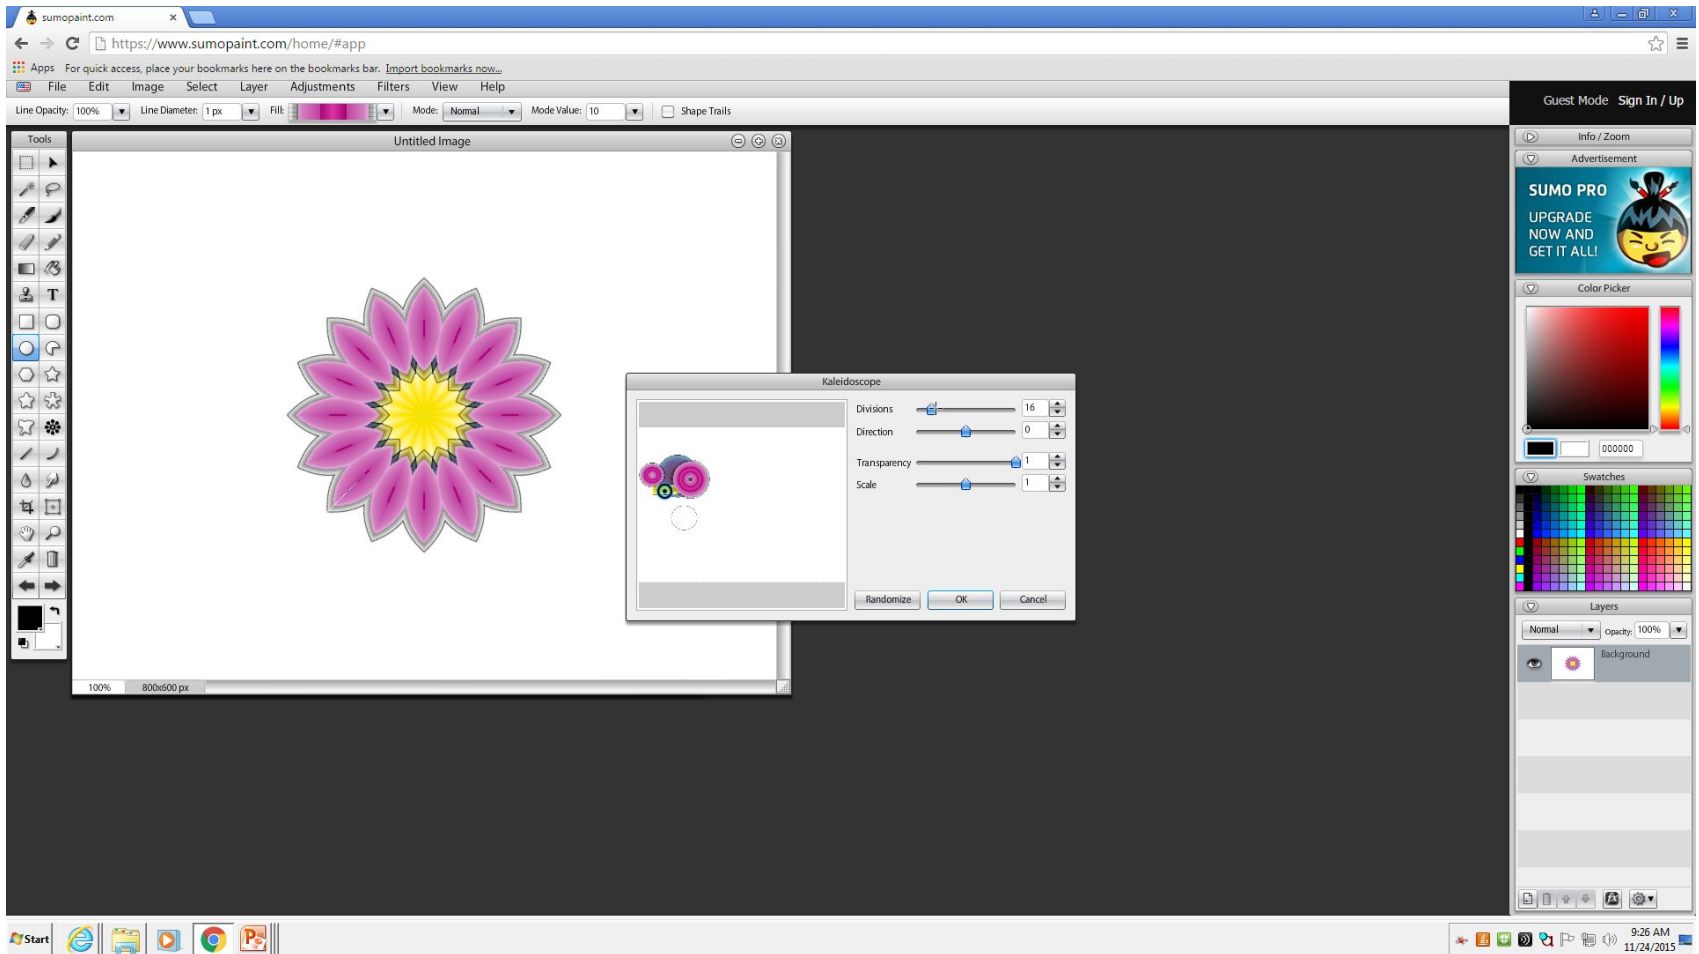 sumopaint.com
https://www.sumopaint.com/home/#app
Apps For quick access, place your bookmarks here on the bookmarks bar. Import bookmarks now...
File Edit Image Select Layer Adjustments Filters View Help
Line Opacity: 100% Line Diameter: 1 px Fill: Mode: Normal Mode Value: 10 Shape Trails
Guest Mode Sign In / Up
Tools
Untitled Image
T
Kaleidoscope
Divisions 16
Direction 0
Transparency 1
Scale 1
Randomize OK Cancel
100% 800x600 px
Info / Zoom
Advertisement
SUMO PRO
UPGRADE
NOW AND
GET IT ALL!
Color Picker
000000
Swatches
Layers
Normal Opacity: 100%
Background
Start
9:26 AM
11/24/2015